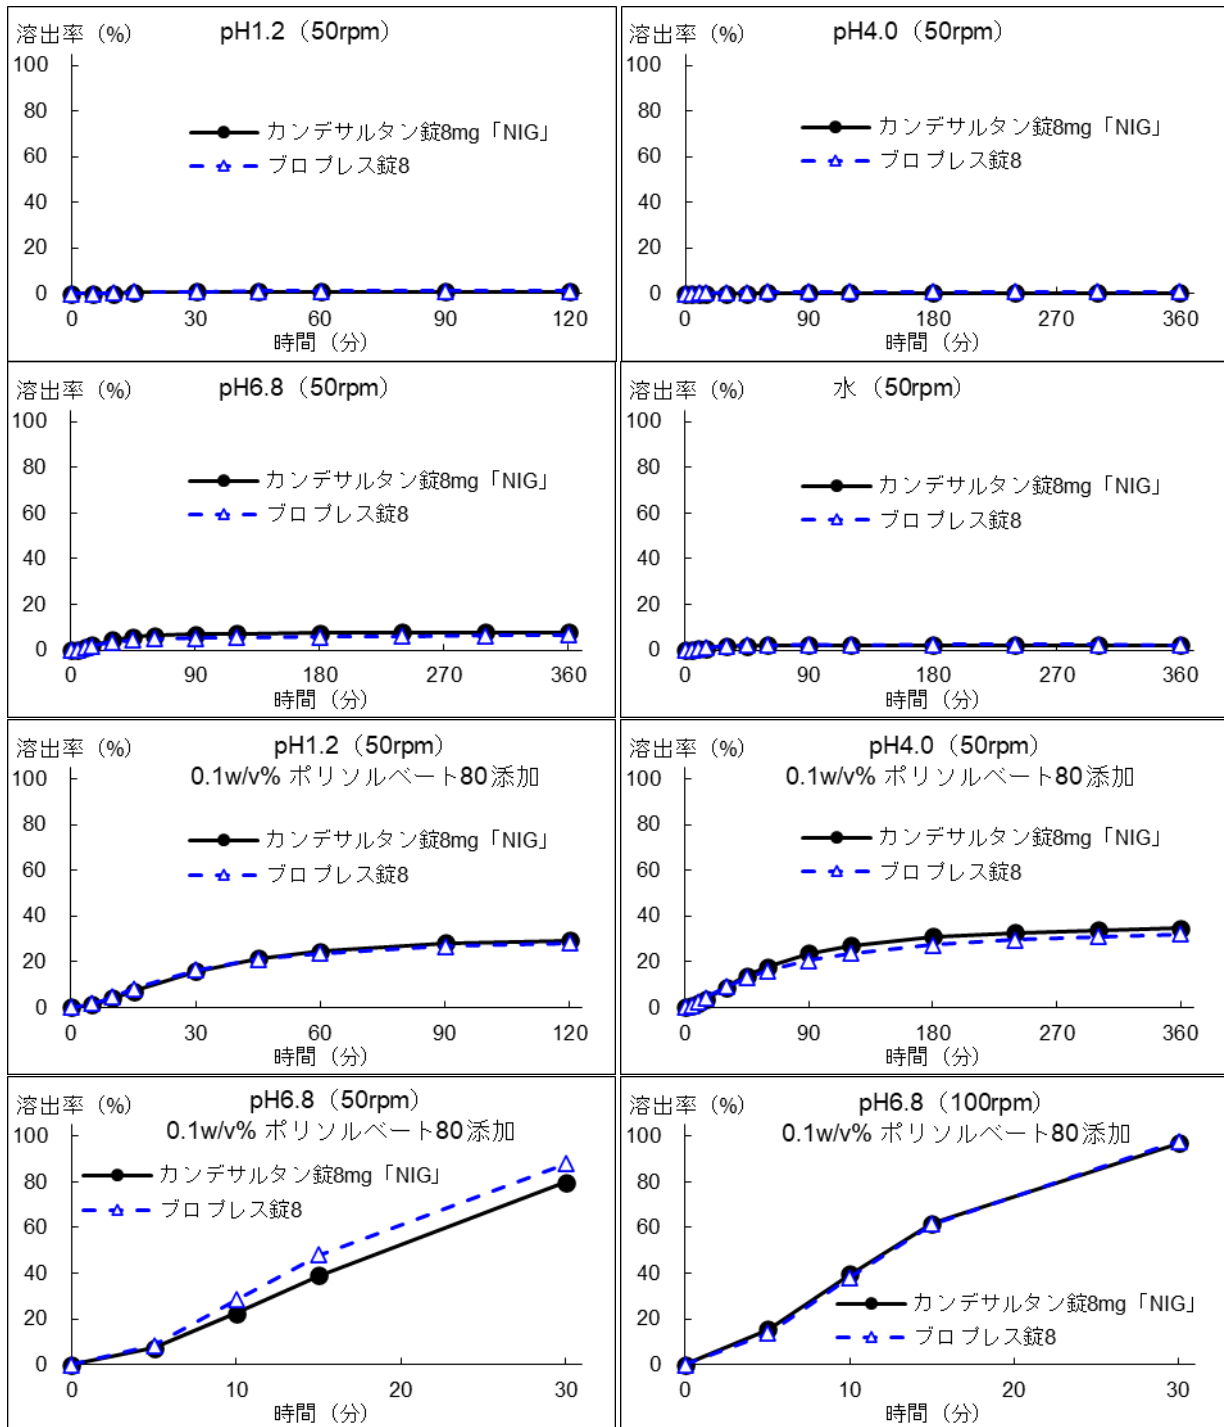 溶出率（%） pH1.2（50rpm）
100
80
カンデサルタン錠8mg「NIG」
60
ブロプレス錠8
40
20
0
0 30 60 90 120
時間（分）
溶出率（%） pH4.0（50rpm）
100
80
カンデサルタン錠8mg「NIG」
60
ブロプレス錠8
40
20
0
0 90 180 270 360
時間（分）
溶出率（%） pH6.8（50rpm）
100
80
カンデサルタン錠8mg「NIG」
60
ブロプレス錠8
40
20
0
0 90 180 270 360
時間（分）
溶出率（%） 水（50rpm）
100
80
カンデサルタン錠8mg「NIG」
60
ブロプレス錠8
40
20
0
0 90 180 270 360
時間（分）
溶出率（%） pH1.2（50rpm）
0.1w/v% ポリソルベート80添加
100
80
カンデサルタン錠8mg「NIG」
60
ブロプレス錠8
40
20
0
0 30 60 90 120
時間（分）
溶出率（%） pH4.0（50rpm）
0.1w/v% ポリソルベート80添加
100
80
カンデサルタン錠8mg「NIG」
60
ブロプレス錠8
40
20
0
0 90 180 270 360
時間（分）
溶出率（%） pH6.8（50rpm）
0.1w/v% ポリソルベート80添加
100
カンデサルタン錠8mg「NIG」
80
ブロプレス錠8
60
40
20
0
0 10 20 30
時間（分）
溶出率（%） pH6.8（100rpm）
0.1w/v% ポリソルベート80添加
100
80
60
40
カンデサルタン錠8mg「NIG」
20
ブロプレス錠8
0
0 10 20 30
時間（分）